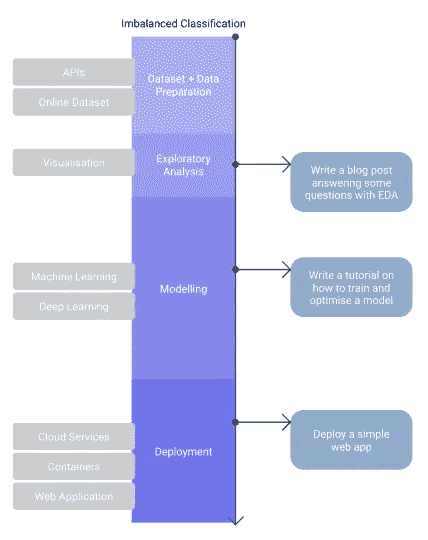 Imbalanced Classification
APIs
Online Dataset
Dataset + Data
Preparation
Visualisation
Exploratory
Analysis
Write a blog post
answering some
questions with EDA
Machine Learning
Deep Learning
Modelling
Write a tutorial on
how to train and
optimise a model
Cloud Services
Containers
Web Application
Deployment
Deploy a simple
web app